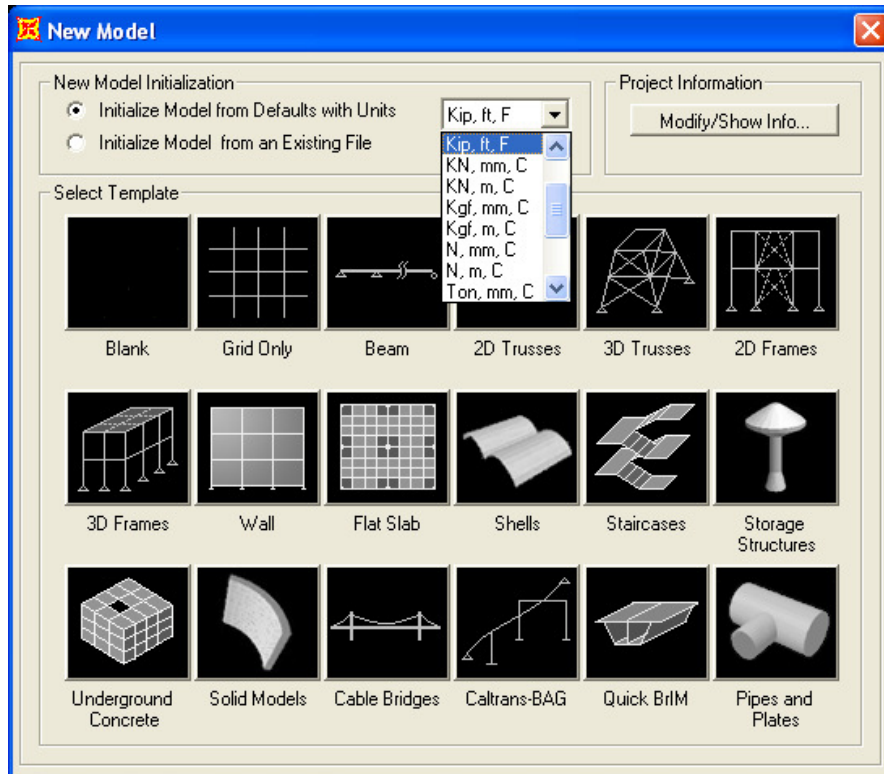 New Model
New Model Initialization
Initialize Model from Defaults with Units
Kip, ft, F
Initialize Model from an Existing File
Kip, ft, F
KN, mm, C
KN, m, C
Kgf, mm, C
Kgf, m, C
N, mm, C
N, m, C
Ton, mm, C
Project Information
Modify/Show Info...
Select Template
Blank
Grid Only
Beam
2D Trusses
3D Trusses
2D Frames
3D Frames
Wall
Flat Slab
Shells
Staircases
Storage
Structures
Underground
Concrete
Solid Models
Cable Bridges
Caltrans-BAG
Quick BrIM
Pipes and
Plates